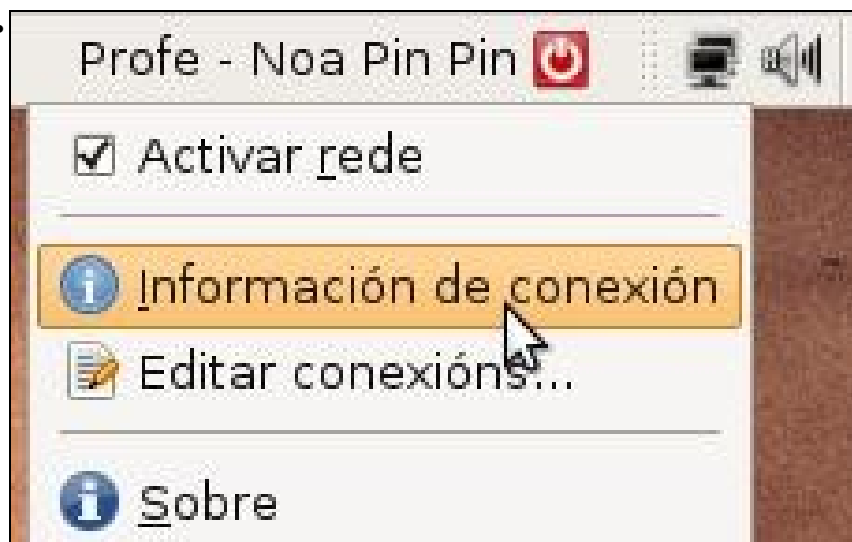 Profe - Noa Pin Pin
Activar rede
Información de conexión
Editar conexións...
Sobre